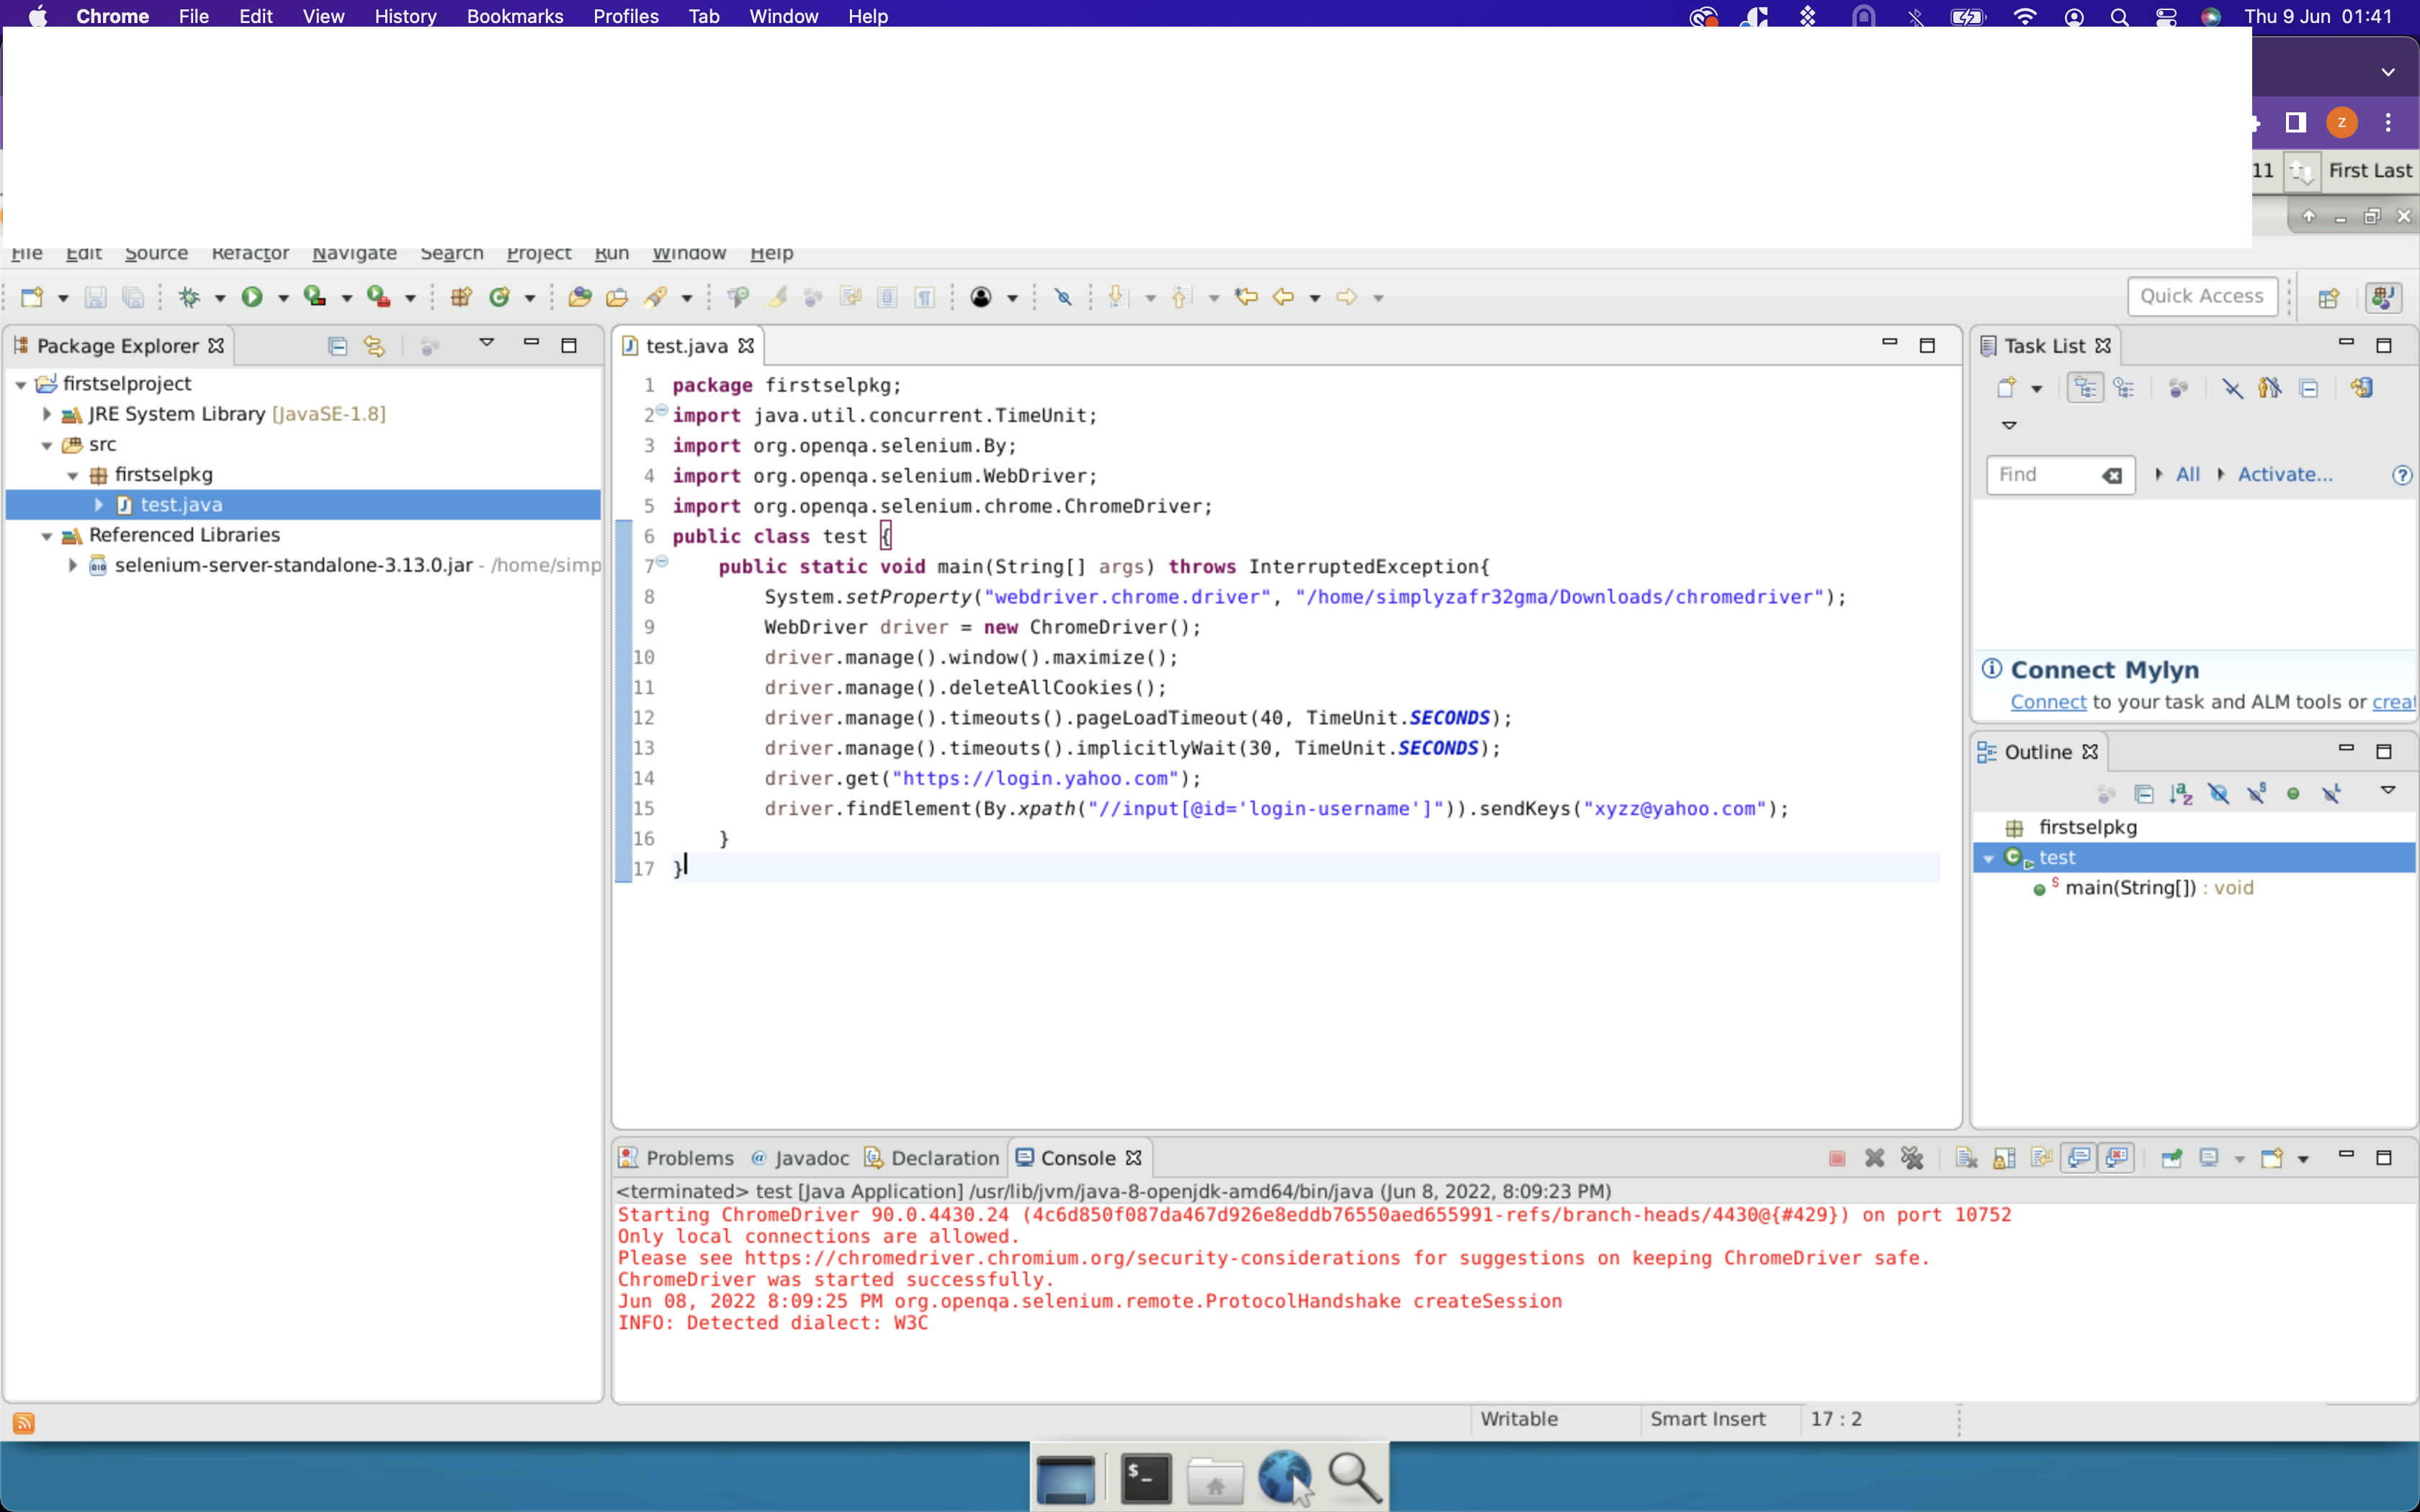 Chrome File Edit View History Bookmarks Profiles Tab Window Help Thu 9 Jun 01:41
Z
11 First Last
File Edit Source Refactor Navigate Search Project Run Window Help
Quick Access
Package Explorer
firstselproject
JRE System Library [JavaSE-1.8]
src
firstselpkg
test.java
Referenced Libraries
selenium-server-standalone-3.13.0.jar - /home/simp
test.java
1 package firstselpkg;
2 import java.util.concurrent.TimeUnit;
3 import org.openqa.selenium.By;
4 import org.openqa.selenium.WebDriver;
5 import org.openqa.selenium.chrome.ChromeDriver;
6 public class test {
7 public static void main(String[] args) throws InterruptedException{
8 System.setProperty("webdriver.chrome.driver", "/home/simplyzafr32gma/Downloads/chromedriver");
9 WebDriver driver = new ChromeDriver();
10 driver.manage().window().maximize();
11 driver.manage().deleteAllCookies();
12 driver.manage().timeouts().pageLoadTimeout(40, TimeUnit.SECONDS);
13 driver.manage().timeouts().implicitlyWait(30, TimeUnit.SECONDS);
14 driver.get("https://login.yahoo.com");
15 driver.findElement(By.xpath("//input[@id='login-username']")).sendKeys("xyzz@yahoo.com");
16 }
17 }
Task List
Find All Activate...
Connect Mylyn
Connect to your task and ALM tools or creat
Outline
firstselpkg
test
main(String[]) : void
Problems Javadoc Declaration Console
<terminated> test [Java Application] /usr/lib/jvm/java-8-openjdk-amd64/bin/java (Jun 8, 2022, 8:09:23 PM)
Starting ChromeDriver 90.0.4430.24 (4c6d850f087da467d926e8eddb76550aed655991-refs/branch-heads/4430@{#429}) on port 10752
Only local connections are allowed.
Please see https://chromedriver.chromium.org/security-considerations for suggestions on keeping ChromeDriver safe.
ChromeDriver was started successfully.
Jun 08, 2022 8:09:25 PM org.openqa.selenium.remote.ProtocolHandshake createSession
INFO: Detected dialect: W3C
Writable Smart Insert 17 : 2